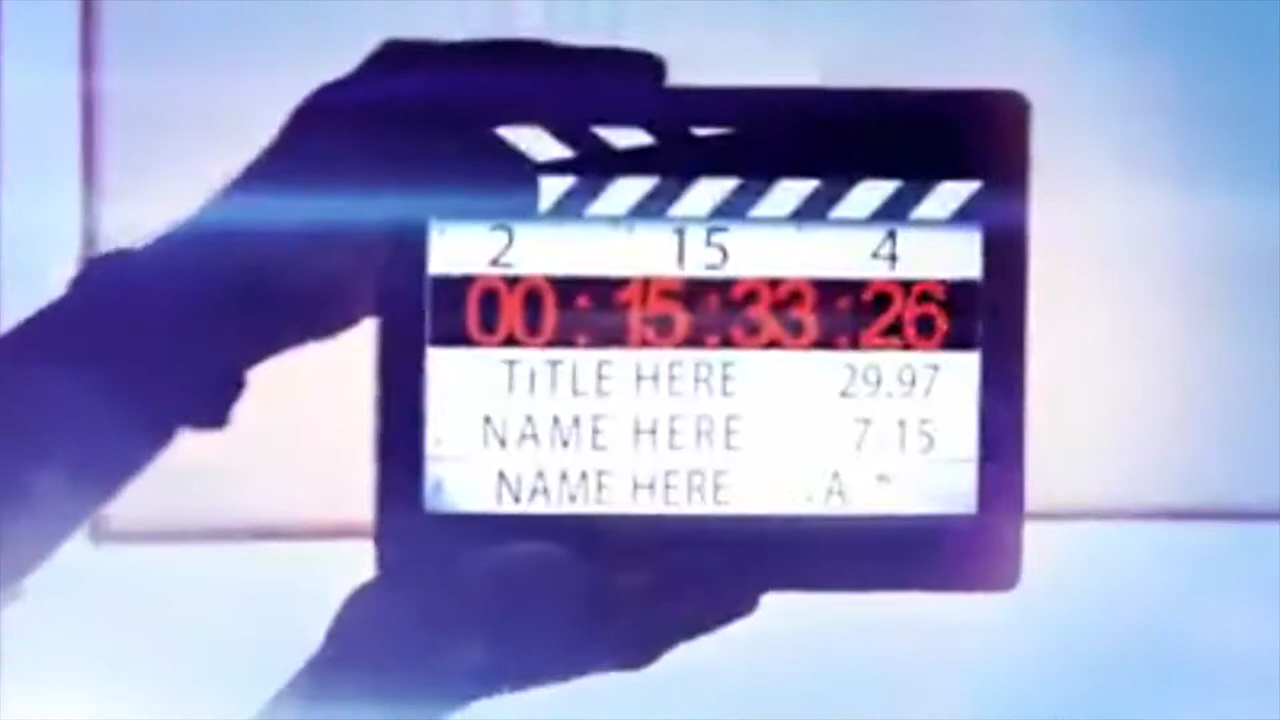 2 15 4
00:15:33:26
TITLE HERE 29.97
NAME HERE 7.15
NAME HERE A